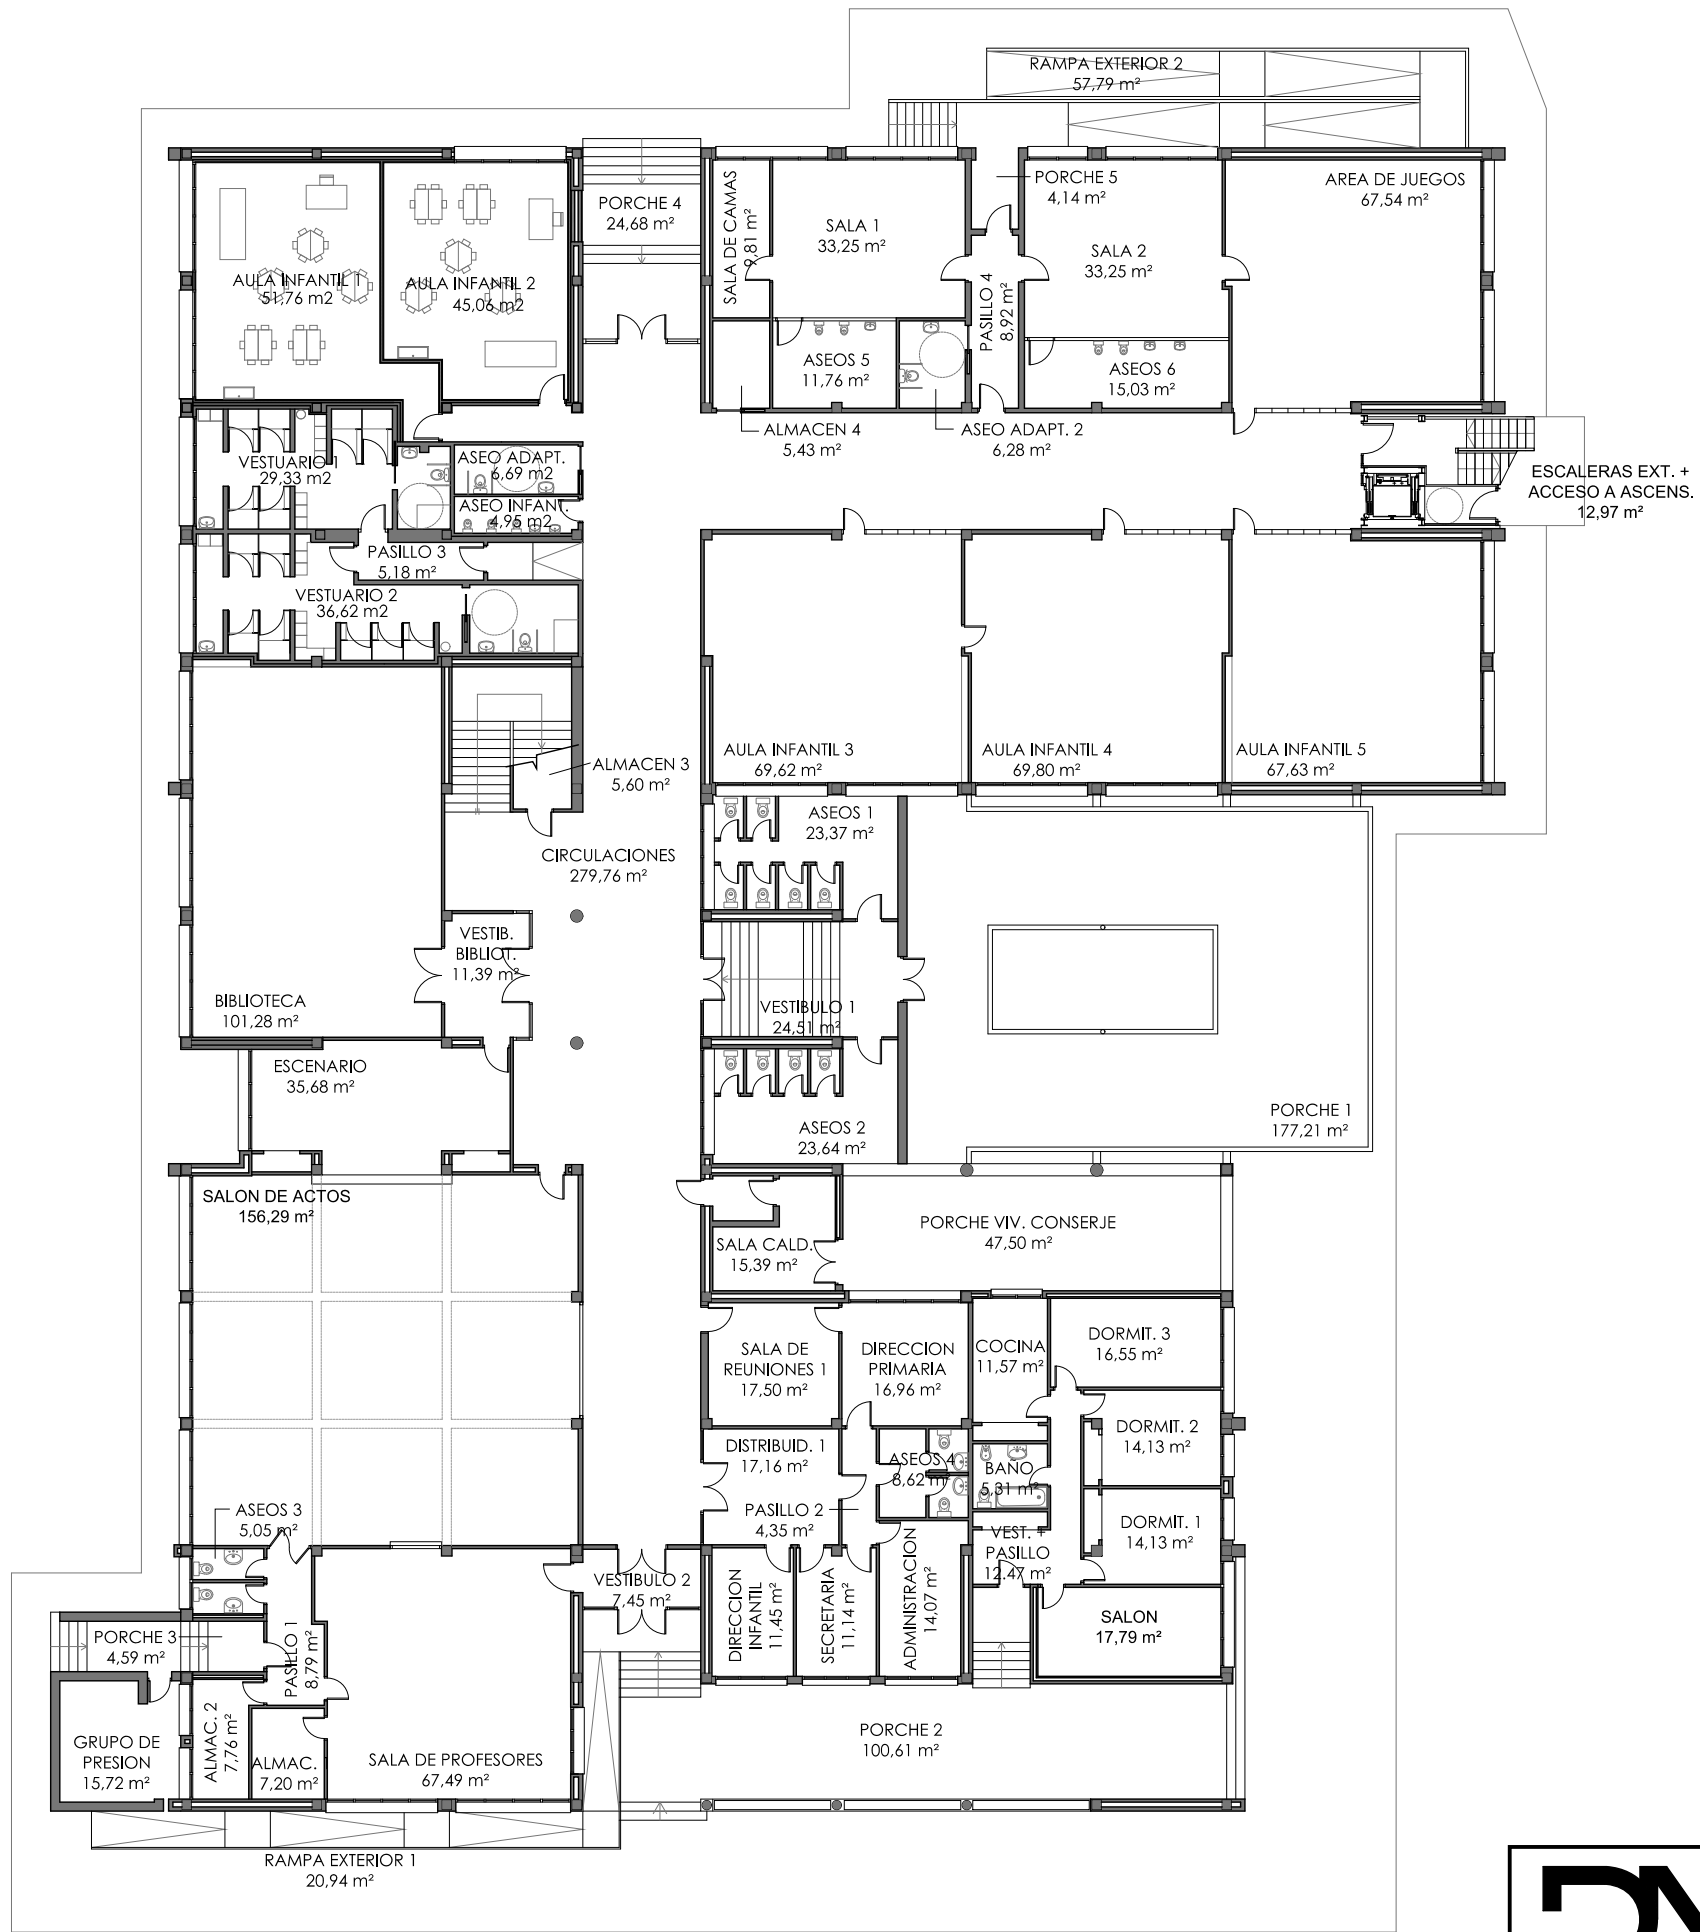 RAMPA EXTERIOR 2
57,79 m²
PORCHE 4
24,68 m²
SALA DE CAMAS
9,81 m²
SALA 1
33,25 m²
PORCHE 5
4,14 m²
SALA 2
33,25 m²
AREA DE JUEGOS
67,54 m²
AULA INFANTIL 1
51,76 m2
AULA INFANTIL 2
45,06 m2
PASILLO 4
8,92 m²
ASEOS 5
11,76 m²
ASEOS 6
15,03 m²
ALMACEN 4
5,43 m²
ASEO ADAPT. 2
6,28 m²
VESTUARIO 1
29,33 m2
ASEO ADAPT.
6,69 m2
ASEO INFANT.
4,95 m2
ESCALERAS EXT. +
ACCESO A ASCENS.
12,97 m²
PASILLO 3
5,18 m²
VESTUARIO 2
36,62 m2
AULA INFANTIL 3
69,62 m²
AULA INFANTIL 4
69,80 m²
AULA INFANTIL 5
67,63 m²
ALMACEN 3
5,60 m²
ASEOS 1
23,37 m²
CIRCULACIONES
279,76 m²
VESTIB.
BIBLIOT.
11,39 m²
BIBLIOTECA
101,28 m²
VESTIBULO 1
24,51 m²
ESCENARIO
35,68 m²
ASEOS 2
23,64 m²
PORCHE 1
177,21 m²
SALON DE ACTOS
156,29 m²
PORCHE VIV. CONSERJE
47,50 m²
SALA CALD.
15,39 m²
SALA DE
REUNIONES 1
17,50 m²
DIRECCION
PRIMARIA
16,96 m²
COCINA
11,57 m²
DORMIT. 3
16,55 m²
DORMIT. 2
14,13 m²
DISTRIBUID. 1
17,16 m²
ASEOS 4
8,62 m²
BAÑO
5,31 m²
ASEOS 3
5,05 m²
PASILLO 2
4,35 m²
DORMIT. 1
14,13 m²
VEST. +
PASILLO
12,47 m²
VESTIBULO 2
7,45 m²
DIRECCION
INFANTIL
11,45 m²
SECRETARIA
11,14 m²
ADMINISTRACION
14,07 m²
SALON
17,79 m²
PORCHE 3
4,59 m²
PASILLO 1
8,79 m²
GRUPO DE
PRESION
15,72 m²
ALMAC. 2
7,76 m²
ALMAC. 1
7,20 m²
SALA DE PROFESORES
67,49 m²
PORCHE 2
100,61 m²
RAMPA EXTERIOR 1
20,94 m²